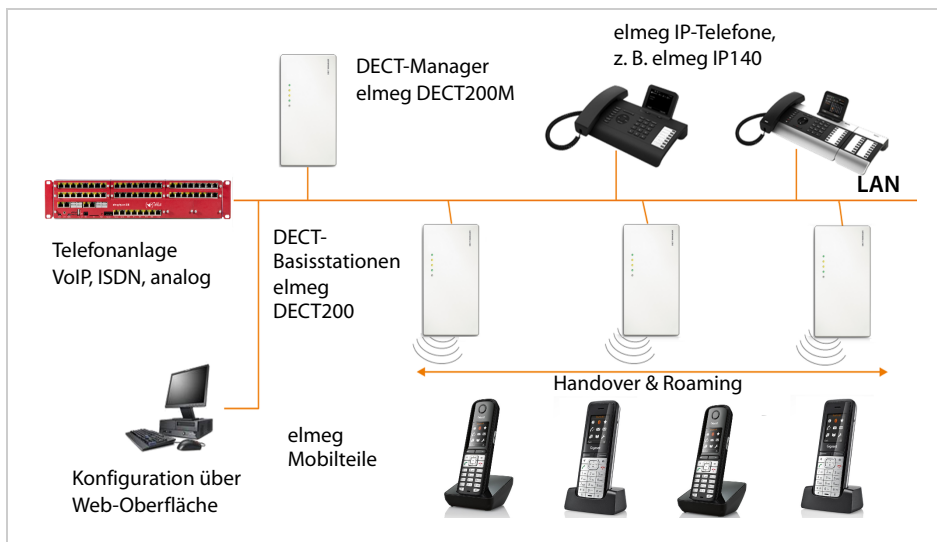 DECT-Manager
elmeg DECT200M
elmeg IP-Telefone,
z. B. elmeg IP140
LAN
Telefonanlage
VoIP, ISDN, analog
DECT-
Basisstationen
elmeg
DECT200
Handover & Roaming
Konfiguration über
Web-Oberfläche
elmeg
Mobilteile